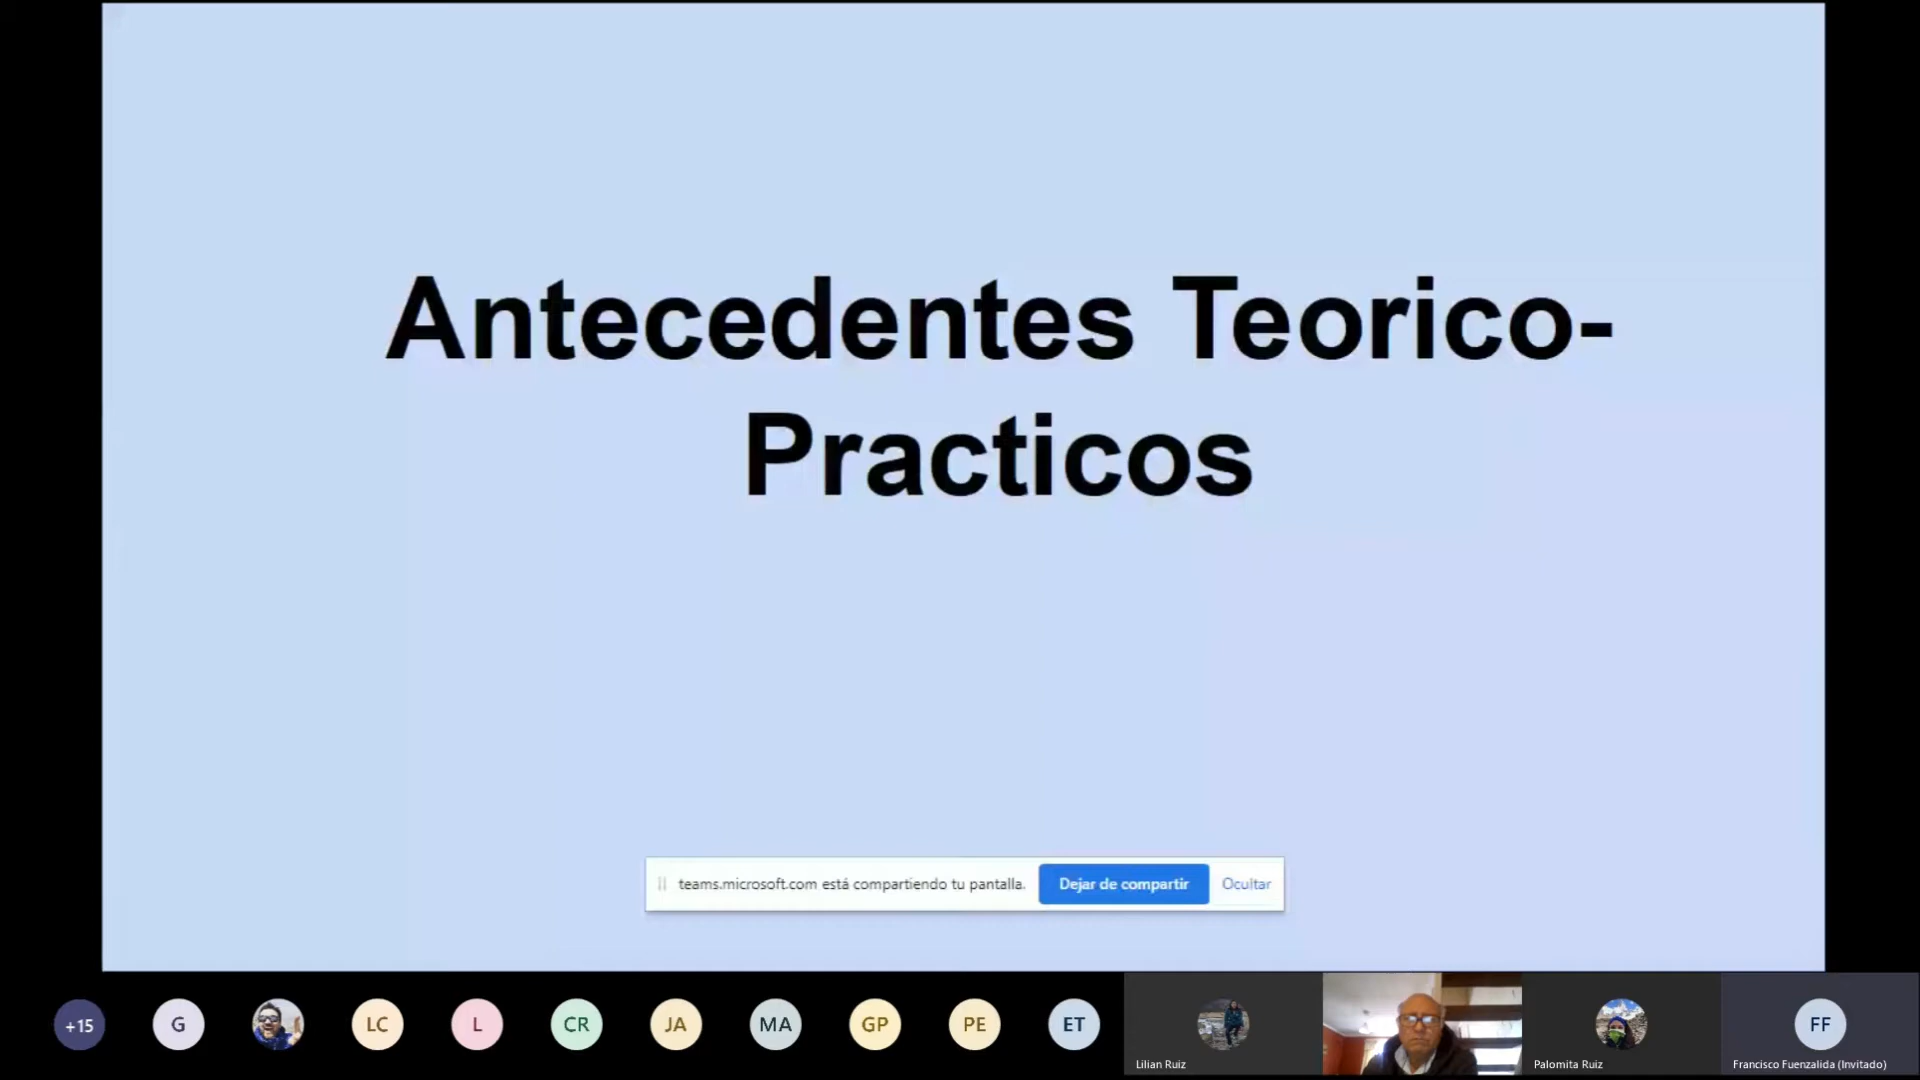 Antecedentes Teorico-
Practicos
teams.microsoft.com está compartiendo tu pantalla. Dejar de compartir Ocultar
+15 G LC L CR JA MA GP PE ET FF
Lilian Ruiz Palomita Ruiz Francisco Fuenzalida (Invitado)